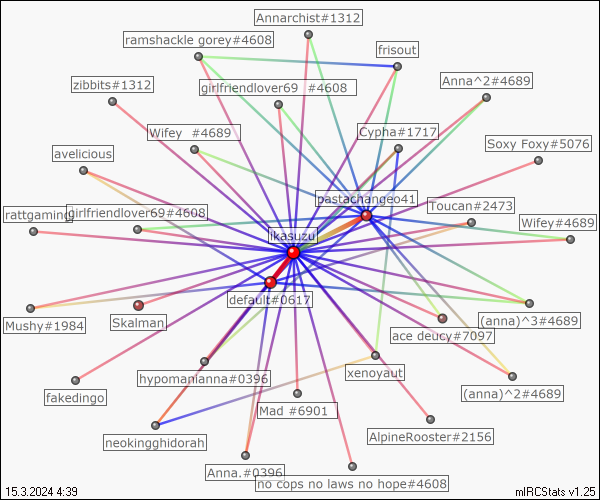 Annarchist#1312
ramshackle gorey#4608
frisout
zibbits#1312
girlfriendlover69 #4608
Anna^2#4689
Wifey #4689
Cypha#1717
Soxy Foxy#5076
avelicious
pastachangeo41
Toucan#2473
rattgaming
girlfriendlover69#4608
Wifey#4689
ikasuzu
default#0617
Mushy#1984
Skalman
(anna)^3#4689
ace deucy#7097
xenoyaut
hypomanianna#0396
fakedingo
(anna)^2#4689
Mad #6901
neokingghidorah
AlpineRooster#2156
Anna.#0396
no cops no laws no hope#4608
15.3.2024 4:39
mIRCStats v1.25